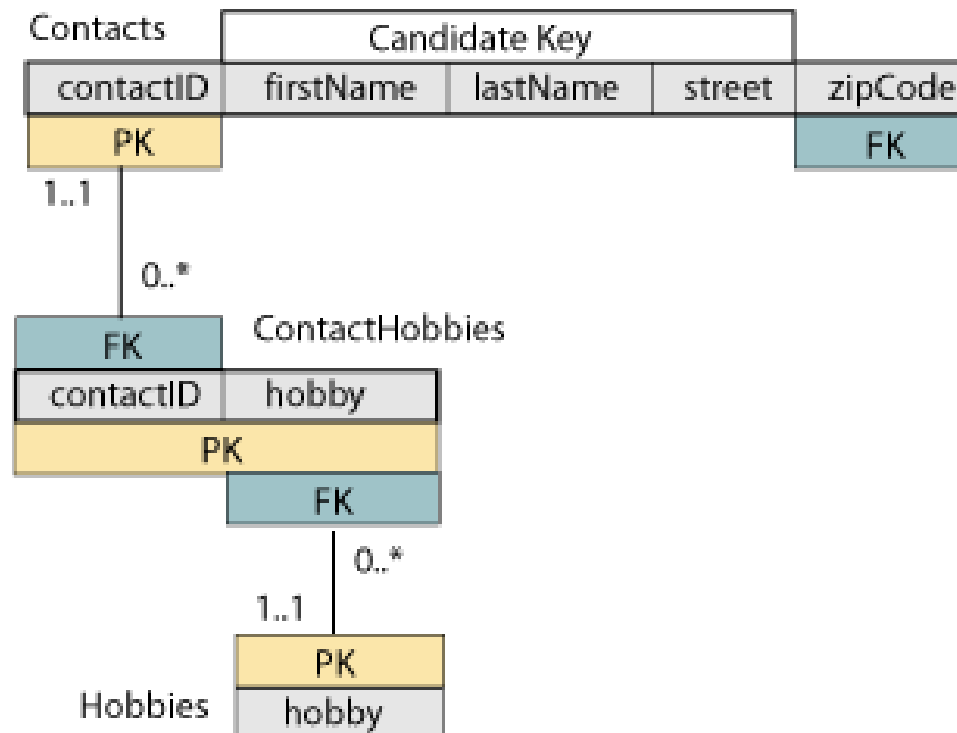 Contacts
Candidate Key
contactID firstName lastName street zipCode
PK FK
1..1
0..*
FK ContactHobbies
contactID hobby
PK
FK
0..*
1..1
PK
Hobbies hobby